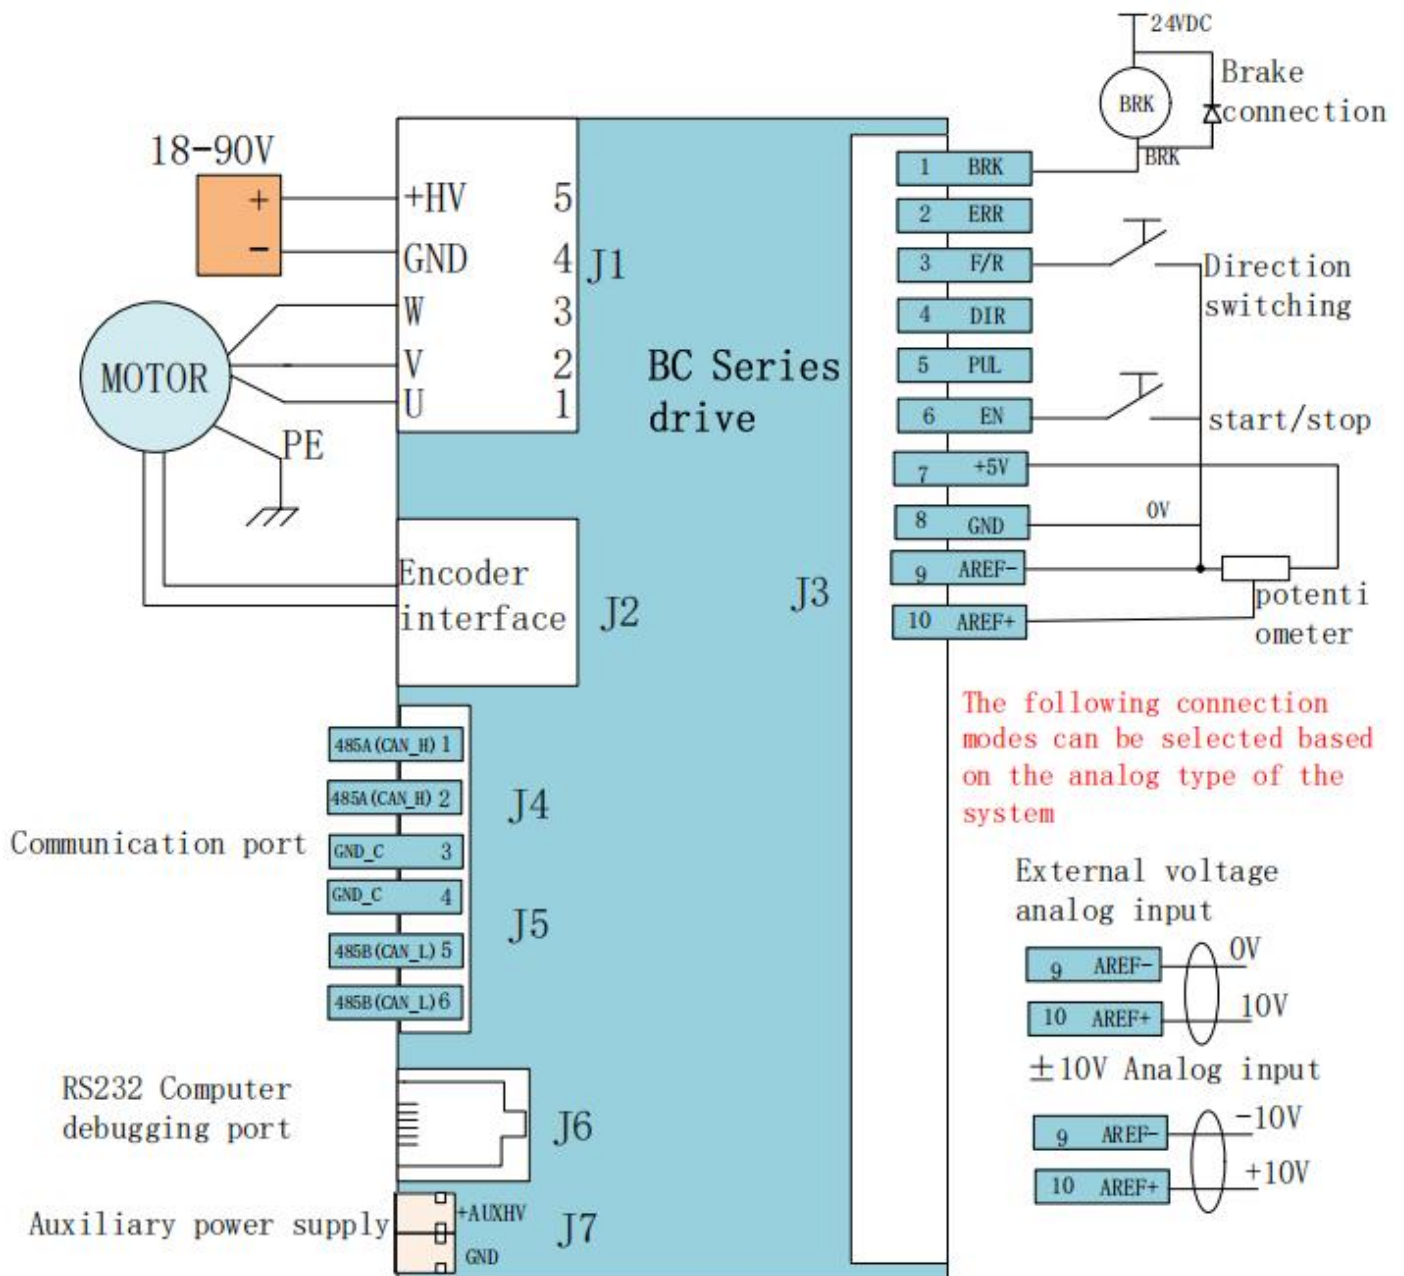 24VDC
BRK
Brake
connection
BRK
18-90V
+
-
+HV 5
GND 4
W 3
V 2
U 1
J1
MOTOR
PE
BC Series
drive
Encoder
interface
J2
J3
1 BRK
2 ERR
3 F/R
4 DIR
5 PUL
6 EN
7 +5V
8 GND
9 AREF-
10 AREF+
Direction
switching
start/stop
0V
potenti
ometer
The following connection
modes can be selected based
on the analog type of the
system
Communication port
485A(CAN_H) 1
485A(CAN_H) 2
GND_C 3
GND_C 4
485B(CAN_L) 5
485B(CAN_L) 6
J4
J5
External voltage
analog input
9 AREF-
0V
10 AREF+
10V
±10V Analog input
9 AREF-
-10V
10 AREF+
+10V
RS232 Computer
debugging port
J6
Auxiliary power supply
+AUXHV
GND
J7